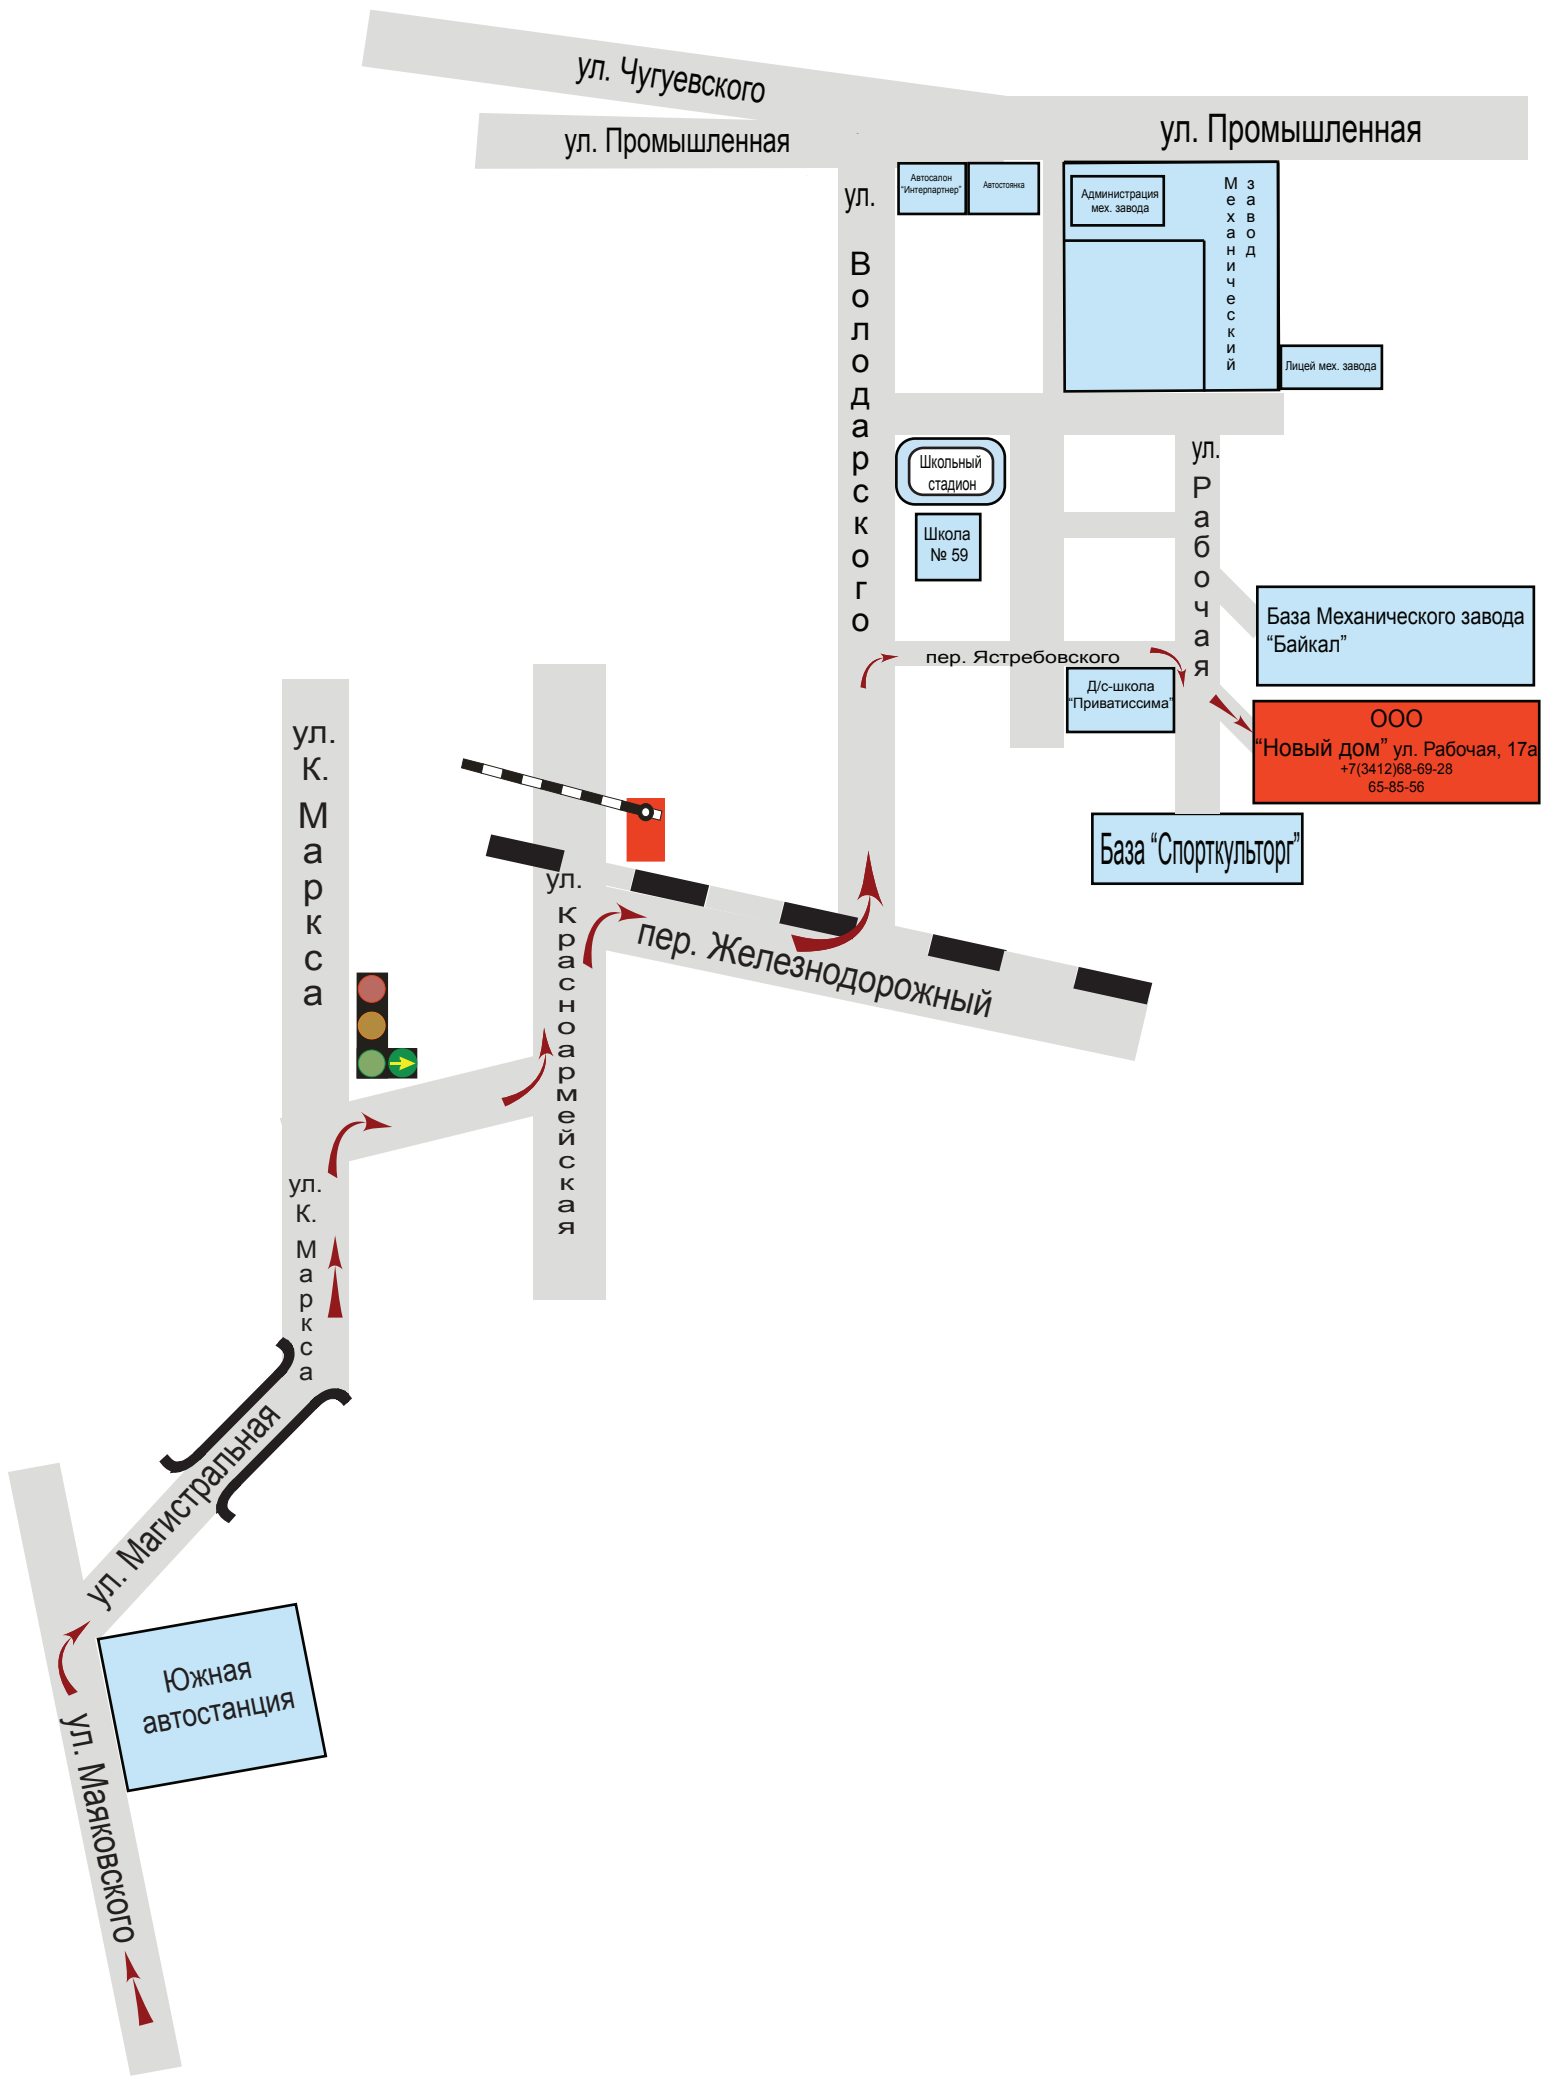 ул. Чугуевского
ул. Промышленная
ул. Промышленная
Автосалон
"Интерпартнер"
Автостоянка
Администрация
мех. завода
Механический
завод
Лицей мех. завода
ул. Володарского
Школьный
стадион
Школа
№ 59
ул. Рабочая
База Механического завода
“Байкал”
пер. Ястребовского
Д/с-школа
“Приватиссима”
ООО
“Новый дом” ул. Рабочая, 17а
+7(3412)68-69-28
65-85-56
База “Спорткульторг”
ул.
К.
Маркса
ул.
Красноармейская
пер. Железнодорожный
ул.
К.
Маркса
ул. Магистральная
Южная
автостанция
ул. Маяковского